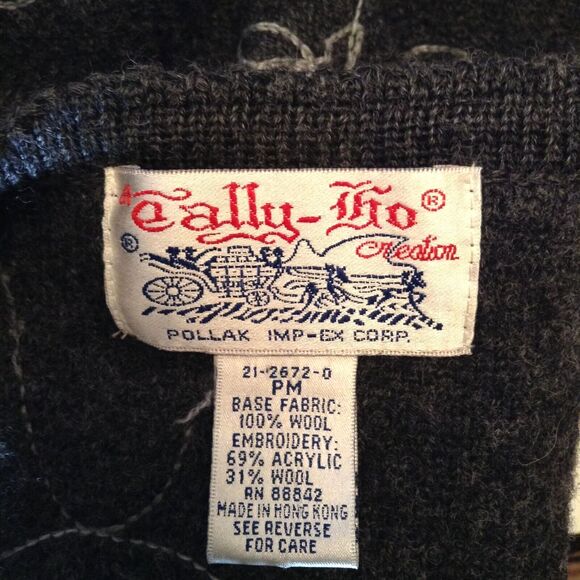 A Tally-Ho®
Creation
®
POLLAK IMP-EX CORP.
21-2672-0
PM
BASE FABRIC:
100% WOOL
EMBROIDERY:
69% ACRYLIC
31% WOOL
RN 88842
MADE IN HONG KONG
SEE REVERSE
FOR CARE